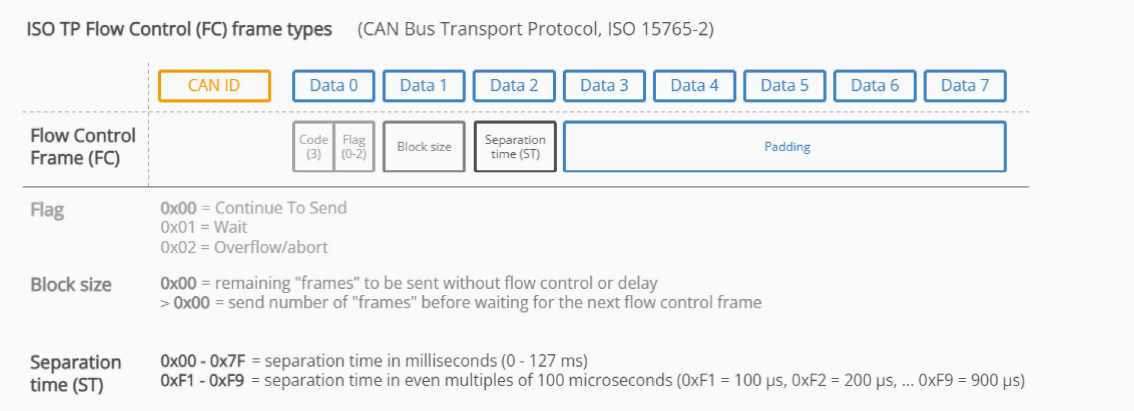 ISO TP Flow Control (FC) frame types (CAN Bus Transport Protocol, ISO 15765-2)
CAN ID Data 0 Data 1 Data 2 Data 3 Data 4 Data 5 Data 6 Data 7
Flow Control
Frame (FC)
Code
(3)
Flag
(0-2)
Block size
Separation
time (ST)
Padding
Flag
0x00 = Continue To Send
0x01 = Wait
0x02 = Overflow/abort
Block size
0x00 = remaining "frames" to be sent without flow control or delay
> 0x00 = send number of "frames" before waiting for the next flow control frame
Separation
time (ST)
0x00 - 0x7F = separation time in milliseconds (0 - 127 ms)
0xF1 - 0xF9 = separation time in even multiples of 100 microseconds (0xF1 = 100 µs, 0xF2 = 200 µs, ... 0xF9 = 900 µs)